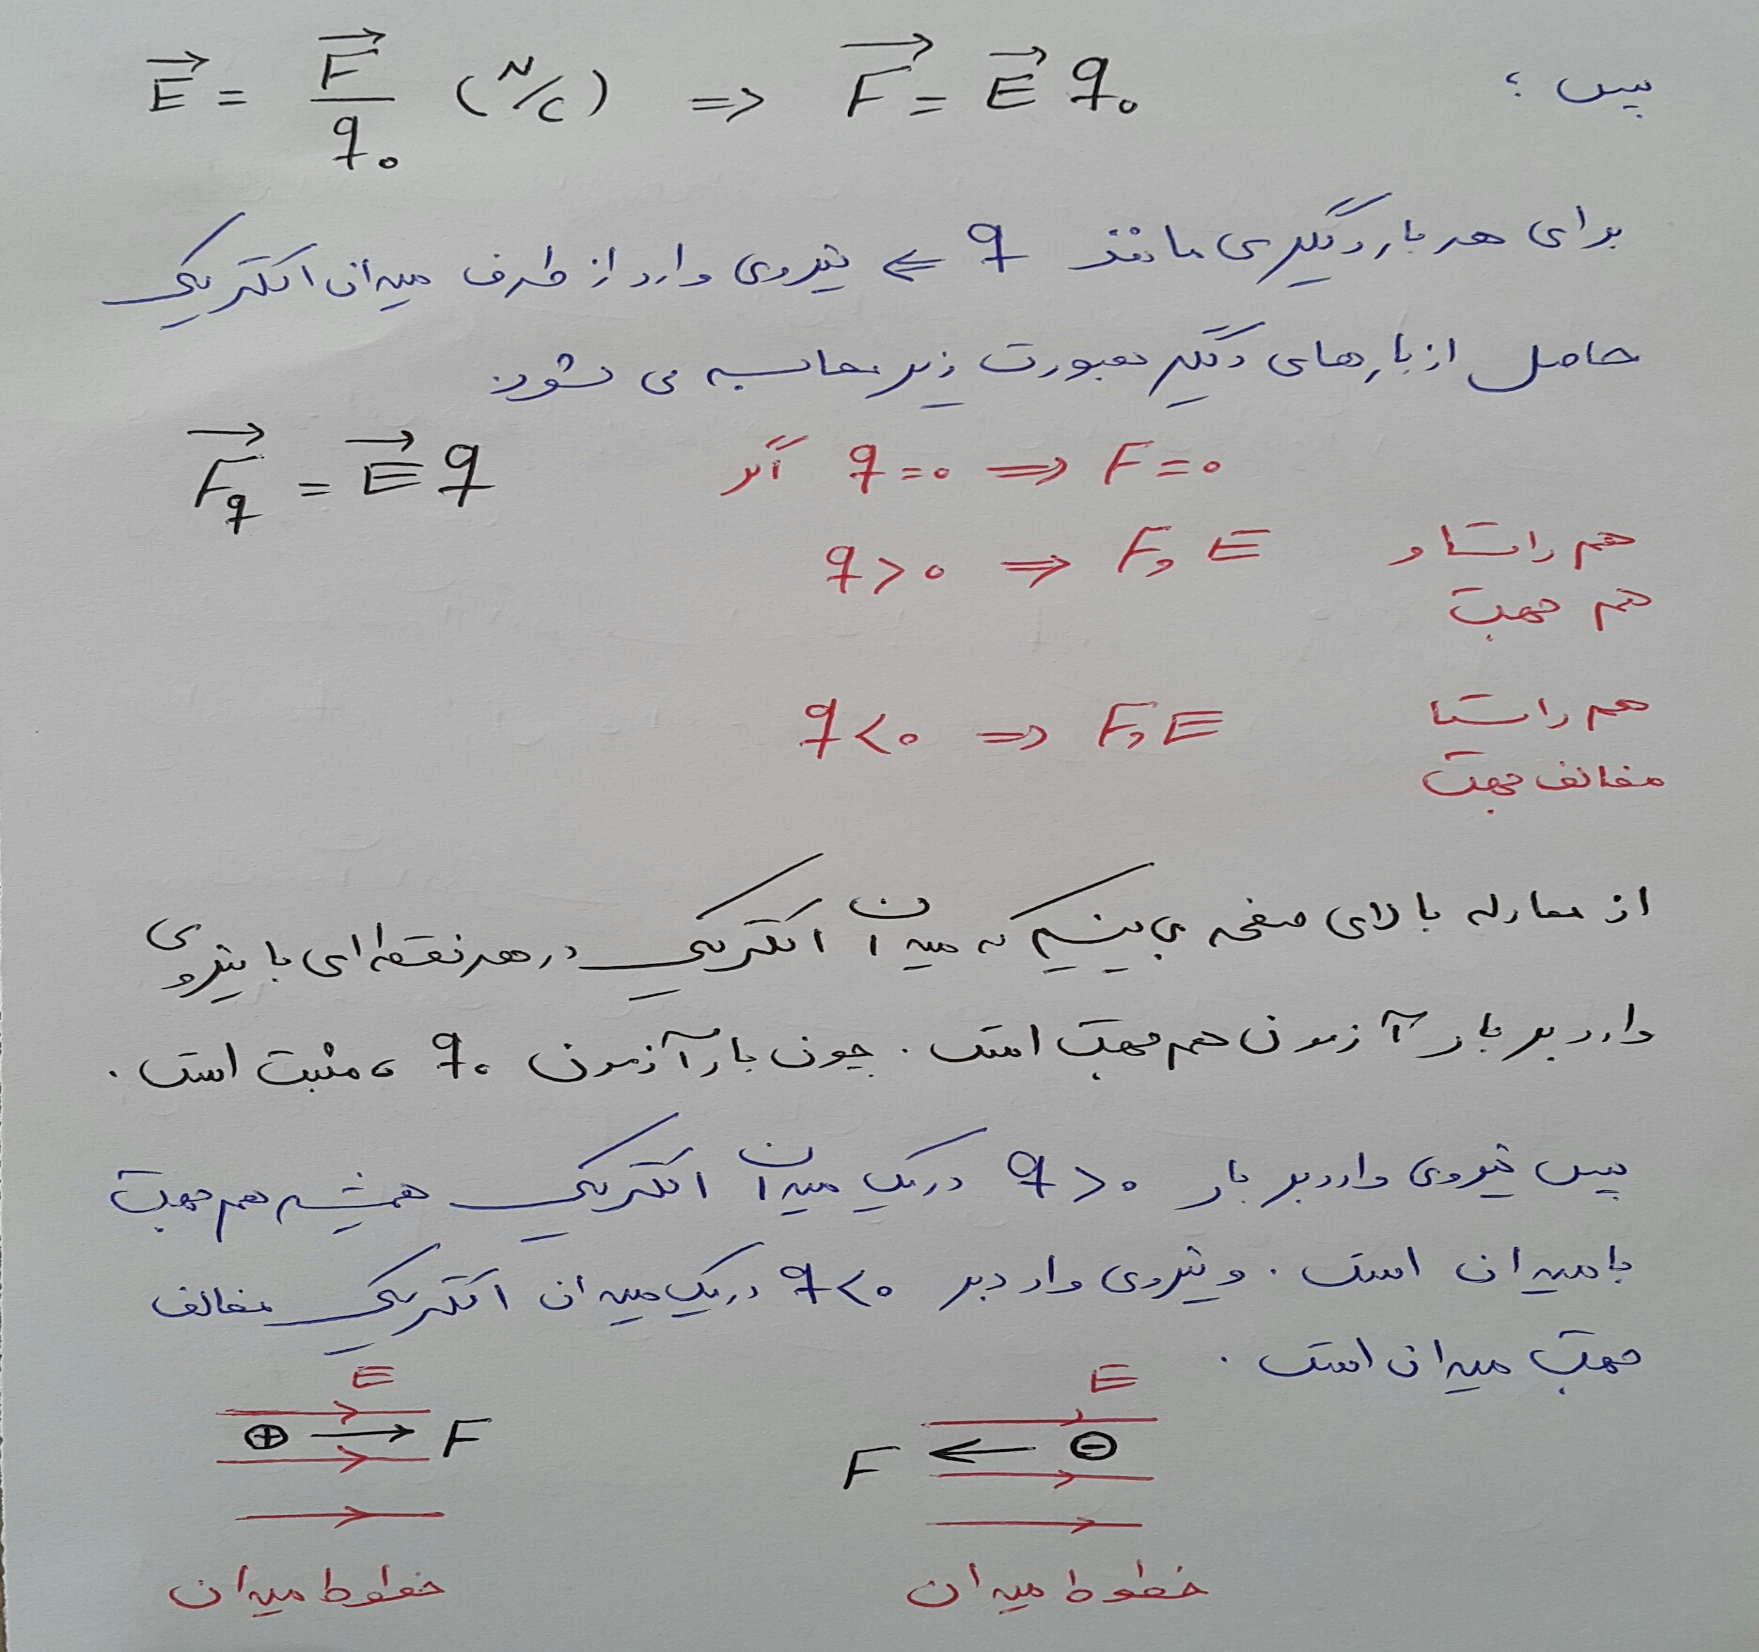 پس ؛ E = F / q₀ (N/C) ⇒ F = E q₀
برای هر بار دیگری مانند q ⇐ نیروی وارد از طرف میدان الکتریکی
حاصل از بارهای دیگر بصورت زیر محاسبه می شود:
F_q = E q
اگر q = 0 ⇒ F = 0
q > 0 ⇒ F و E هم راستا و
هم جهت
q < 0 ⇒ F و E هم راستا
مخالف جهت
از معادله بالای صفحه می بینیم که میدان الکتریکی در هر نقطه ای با نیروی
وارد بر بار آزمون هم جهت است. چون بار آزمون q₀ ، مثبت است.
پس نیروی وارد بر بار q > 0 در یک میدان الکتریکی همیشه هم جهت
با میدان است. و نیروی وارد بر q < 0 در یک میدان الکتریکی مخالف
جهت میدان است.
E
E
⊕ → F
F ← ⊖
خطوط میدان
خطوط میدان